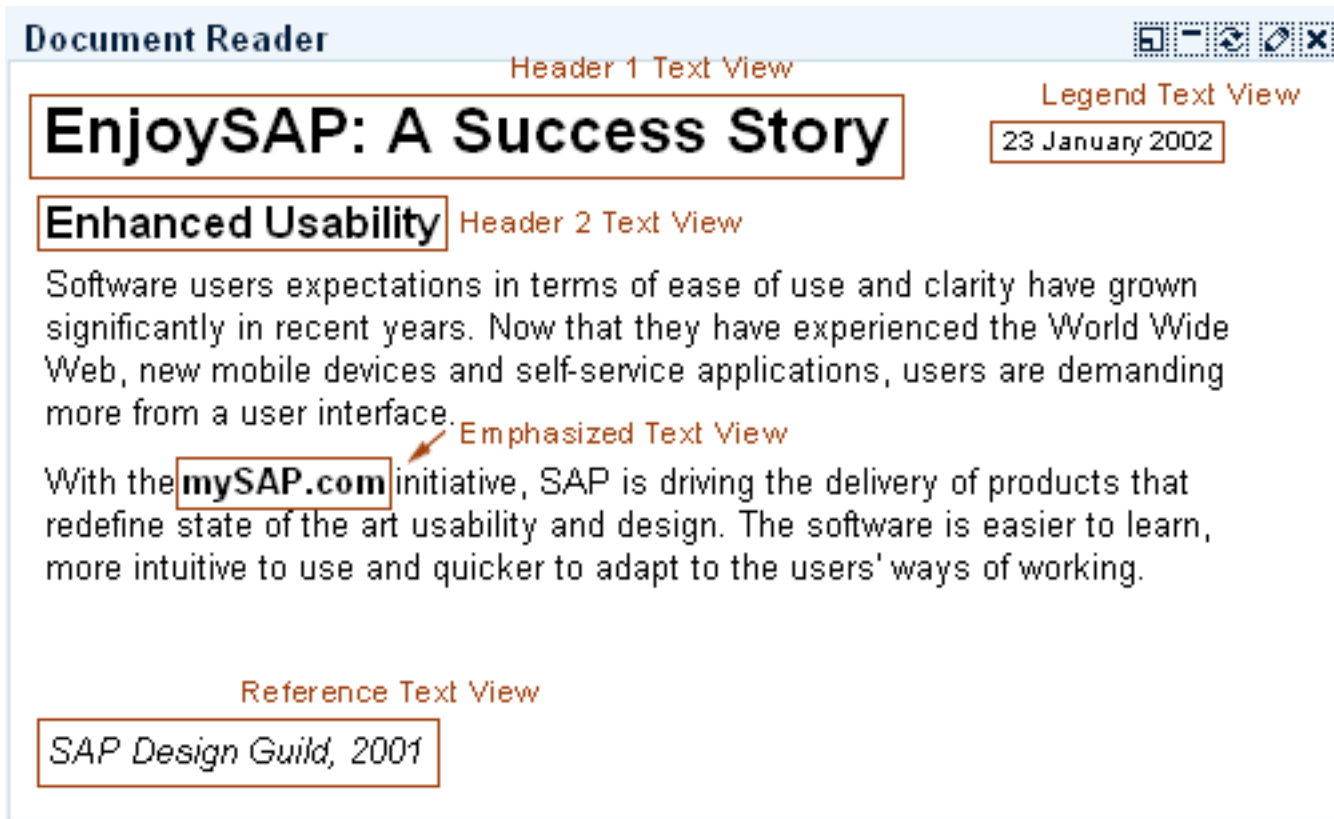 Document Reader
Header 1 Text View
Legend Text View
EnjoySAP: A Success Story
23 January 2002
Enhanced Usability
Header 2 Text View
Software users expectations in terms of ease of use and clarity have grown
significantly in recent years. Now that they have experienced the World Wide
Web, new mobile devices and self-service applications, users are demanding
more from a user interface.
Emphasized Text View
With the mySAP.com initiative, SAP is driving the delivery of products that
redefine state of the art usability and design. The software is easier to learn,
more intuitive to use and quicker to adapt to the users' ways of working.
Reference Text View
SAP Design Guild, 2001